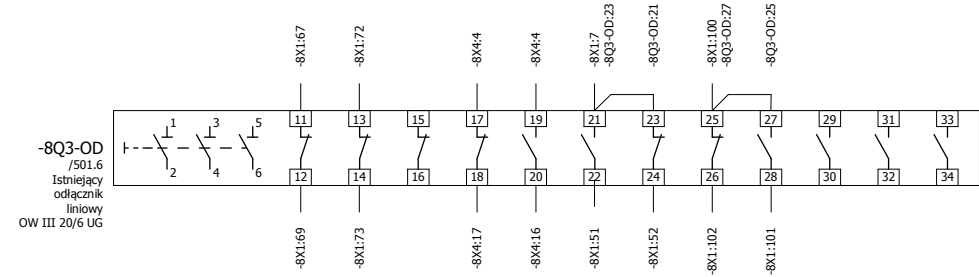 -8X1:67
-8X1:72
-8X4:4
-8X4:4
-8X1:7
-8Q3-OD:23
-8Q3-OD:21
-8X1:100
-8Q3-OD:27
-8Q3-OD:25
1 3 5 11 13 15 17 19 21 23 25 27 29 31 33
-8Q3-OD
/501.6
Istniejący
odłącznik
liniowy
OW III 20/6 UG
2 4 6 12 14 16 18 20 22 24 26 28 30 32 34
-8X1:69
-8X1:73
-8X4:17
-8X4:16
-8X1:51
-8X1:52
-8X1:102
-8X1:101